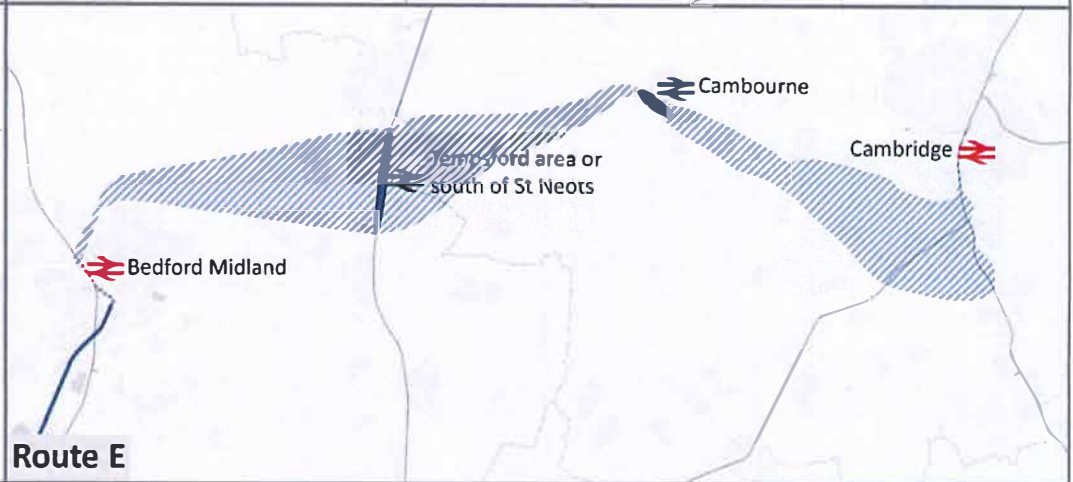 Cambourne
Cambridge
Tempsford area or
south of St Neots
Bedford Midland
Route E